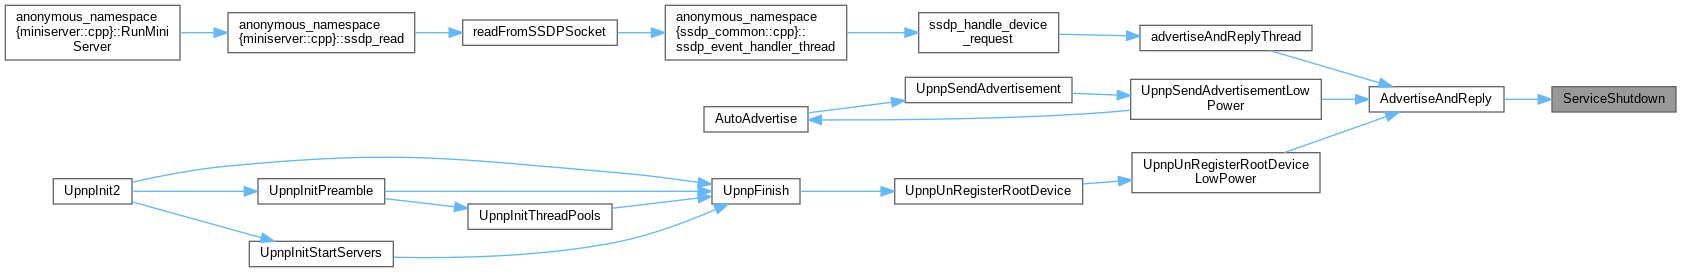 anonymous_namespace
{miniserver::cpp}::RunMini
Server
anonymous_namespace
{miniserver::cpp}::ssdp_read
readFromSSDPSocket
anonymous_namespace
{ssdp_common::cpp}::
ssdp_event_handler_thread
ssdp_handle_device
_request
advertiseAndReplyThread
AutoAdvertise
UpnpSendAdvertisement
UpnpSendAdvertisementLow
Power
AdvertiseAndReply
ServiceShutdown
UpnpInit2
UpnpInitPreamble
UpnpInitThreadPools
UpnpInitStartServers
UpnpFinish
UpnpUnRegisterRootDevice
UpnpUnRegisterRootDevice
LowPower